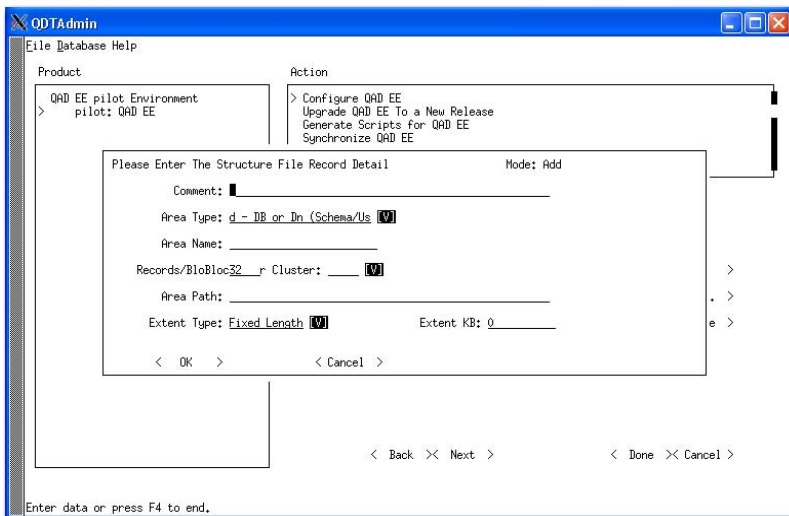 QDTAdmin
File Database Help
Product Action
QAD EE pilot Environment
> pilot: QAD EE
> Configure QAD EE
Upgrade QAD EE To a New Release
Generate Scripts for QAD EE
Synchronize QAD EE
Please Enter The Structure File Record Detail Mode: Add
Comment:
Area Type: d - DB or Dn (Schema/Us [V]
Area Name:
Records/BloBloc32 r Cluster: [V]
>
Area Path:
. >
Extent Type: Fixed Length [V] Extent KB: 0
e >
< OK > < Cancel >
< Back >< Next > < Done >< Cancel >
Enter data or press F4 to end.